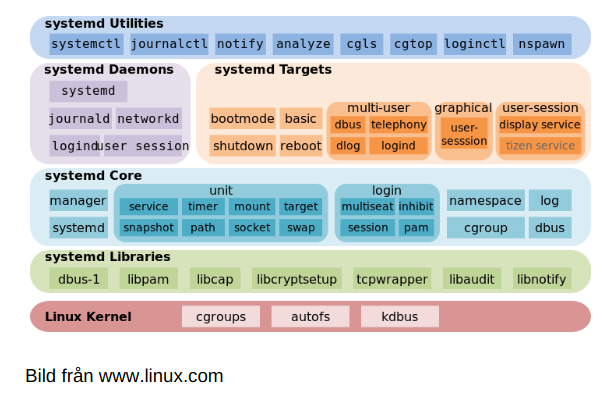 systemd Utilities
systemctl journalctl notify analyze cgls cgtop loginctl nspawn
systemd Daemons
systemd
journald networkd
logind user session
systemd Targets
bootmode basic
shutdown reboot
multi-user
dbus telephony
dlog logind
graphical
user-
sesssion
user-session
display service
tizen service
systemd Core
manager
systemd
unit
service timer mount target
snapshot path socket swap
login
multiseat inhibit
session pam
namespace log
cgroup dbus
systemd Libraries
dbus-1 libpam libcap libcryptsetup tcpwrapper libaudit libnotify
Linux Kernel cgroups autofs kdbus
Bild från www.linux.com